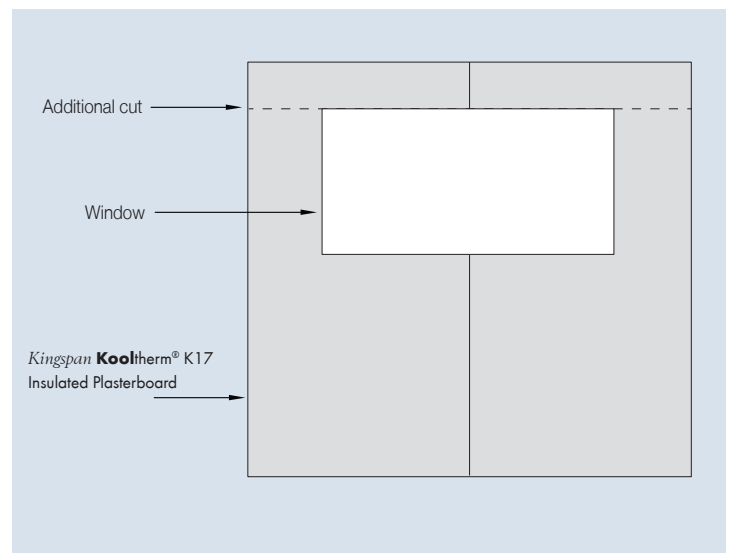 Additional cut
Window
Kingspan Kooltherm® K17
Insulated Plasterboard